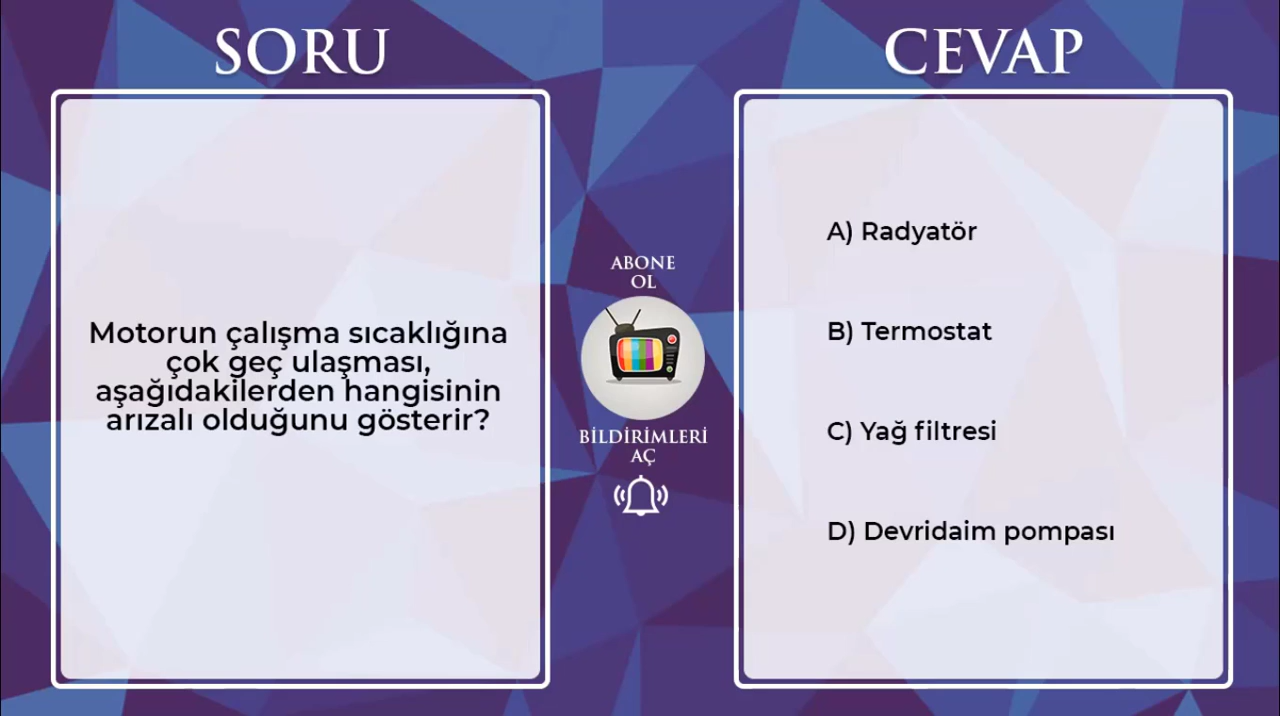 SORU
Motorun çalışma sıcaklığına
çok geç ulaşması,
aşağıdakilerden hangisinin
arızalı olduğunu gösterir?
ABONE
OL
BİLDİRİMLERİ
AÇ
CEVAP
A) Radyatör
B) Termostat
C) Yağ filtresi
D) Devridaim pompası